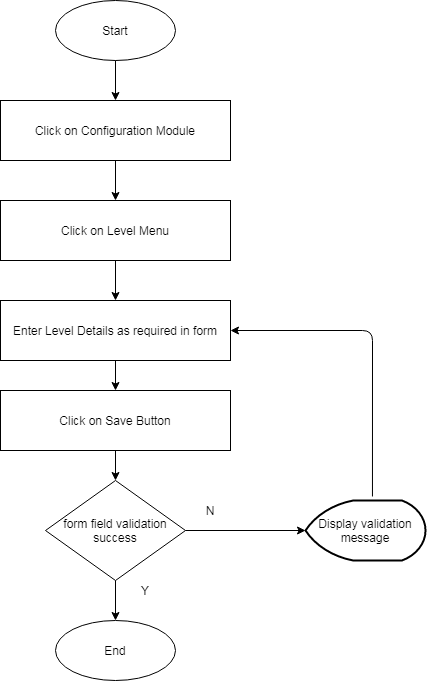 Start
Click on Configuration Module
Click on Level Menu
Enter Level Details as required in form
Click on Save Button
form field validation
success
N
Display validation
message
Y
End